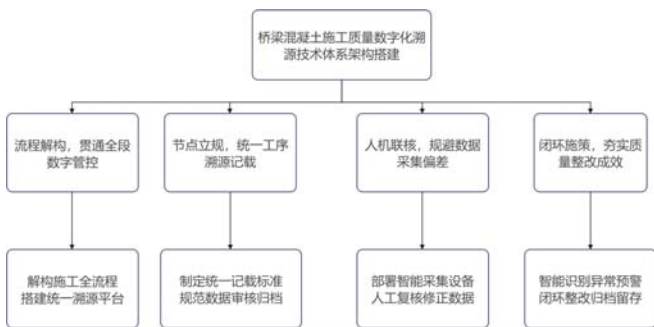 桥梁混凝土施工质量数字化溯
源技术体系架构搭建
流程解构，贯通全段
数字管控
节点立规，统一工序
溯源记载
人机联核，规避数据
采集偏差
闭环施策，夯实质
量整改成效
解构施工全流程
搭建统一溯源平台
制定统一记载标准
规范数据审核归档
部署智能采集设备
人工复核修正数据
智能识别异常预警
闭环整改归档留存